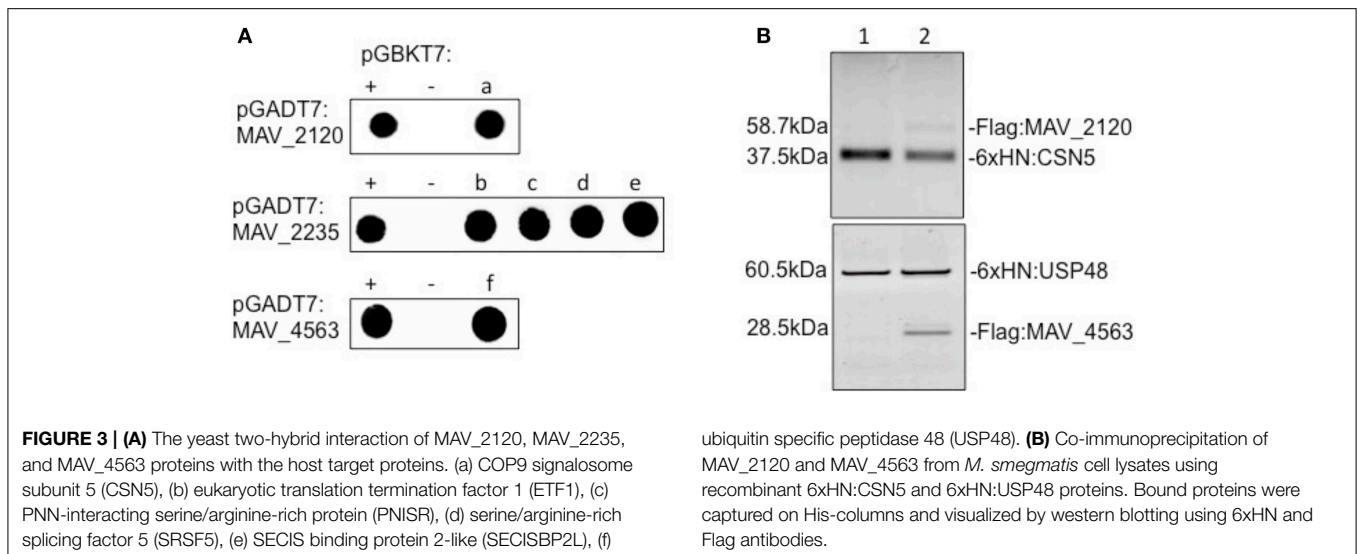 A
pGBKT7:
+ - a
pGADT7:
MAV_2120
+ - b c d e
pGADT7:
MAV_2235
+ - f
pGADT7:
MAV_4563
B
1 2
58.7kDa -Flag:MAV_2120
37.5kDa -6xHN:CSN5
60.5kDa -6xHN:USP48
28.5kDa -Flag:MAV_4563
FIGURE 3 | (A) The yeast two-hybrid interaction of MAV_2120, MAV_2235,
and MAV_4563 proteins with the host target proteins. (a) COP9 signalosome
subunit 5 (CSN5), (b) eukaryotic translation termination factor 1 (ETF1), (c)
PNN-interacting serine/arginine-rich protein (PNISR), (d) serine/arginine-rich
splicing factor 5 (SRSF5), (e) SECIS binding protein 2-like (SECISBP2L), (f)
ubiquitin specific peptidase 48 (USP48). (B) Co-immunoprecipitation of
MAV_2120 and MAV_4563 from M. smegmatis cell lysates using
recombinant 6xHN:CSN5 and 6xHN:USP48 proteins. Bound proteins were
captured on His-columns and visualized by western blotting using 6xHN and
Flag antibodies.